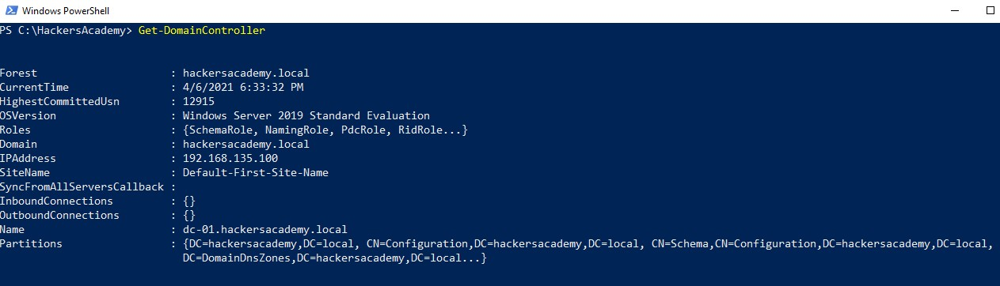 Windows PowerShell
PS C:\HackersAcademy> Get-DomainController
Forest : hackersacademy.local
CurrentTime : 4/6/2021 6:33:32 PM
HighestCommittedUsn : 12915
OSVersion : Windows Server 2019 Standard Evaluation
Roles : {SchemaRole, NamingRole, PdcRole, RidRole...}
Domain : hackersacademy.local
IPAddress : 192.168.135.100
SiteName : Default-First-Site-Name
SyncFromAllServersCallback :
InboundConnections : {}
OutboundConnections : {}
Name : dc-01.hackersacademy.local
Partitions : {DC=hackersacademy,DC=local, CN=Configuration,DC=hackersacademy,DC=local, CN=Schema,CN=Configuration,DC=hackersacademy,DC=local,
DC=DomainDnsZones,DC=hackersacademy,DC=local...}